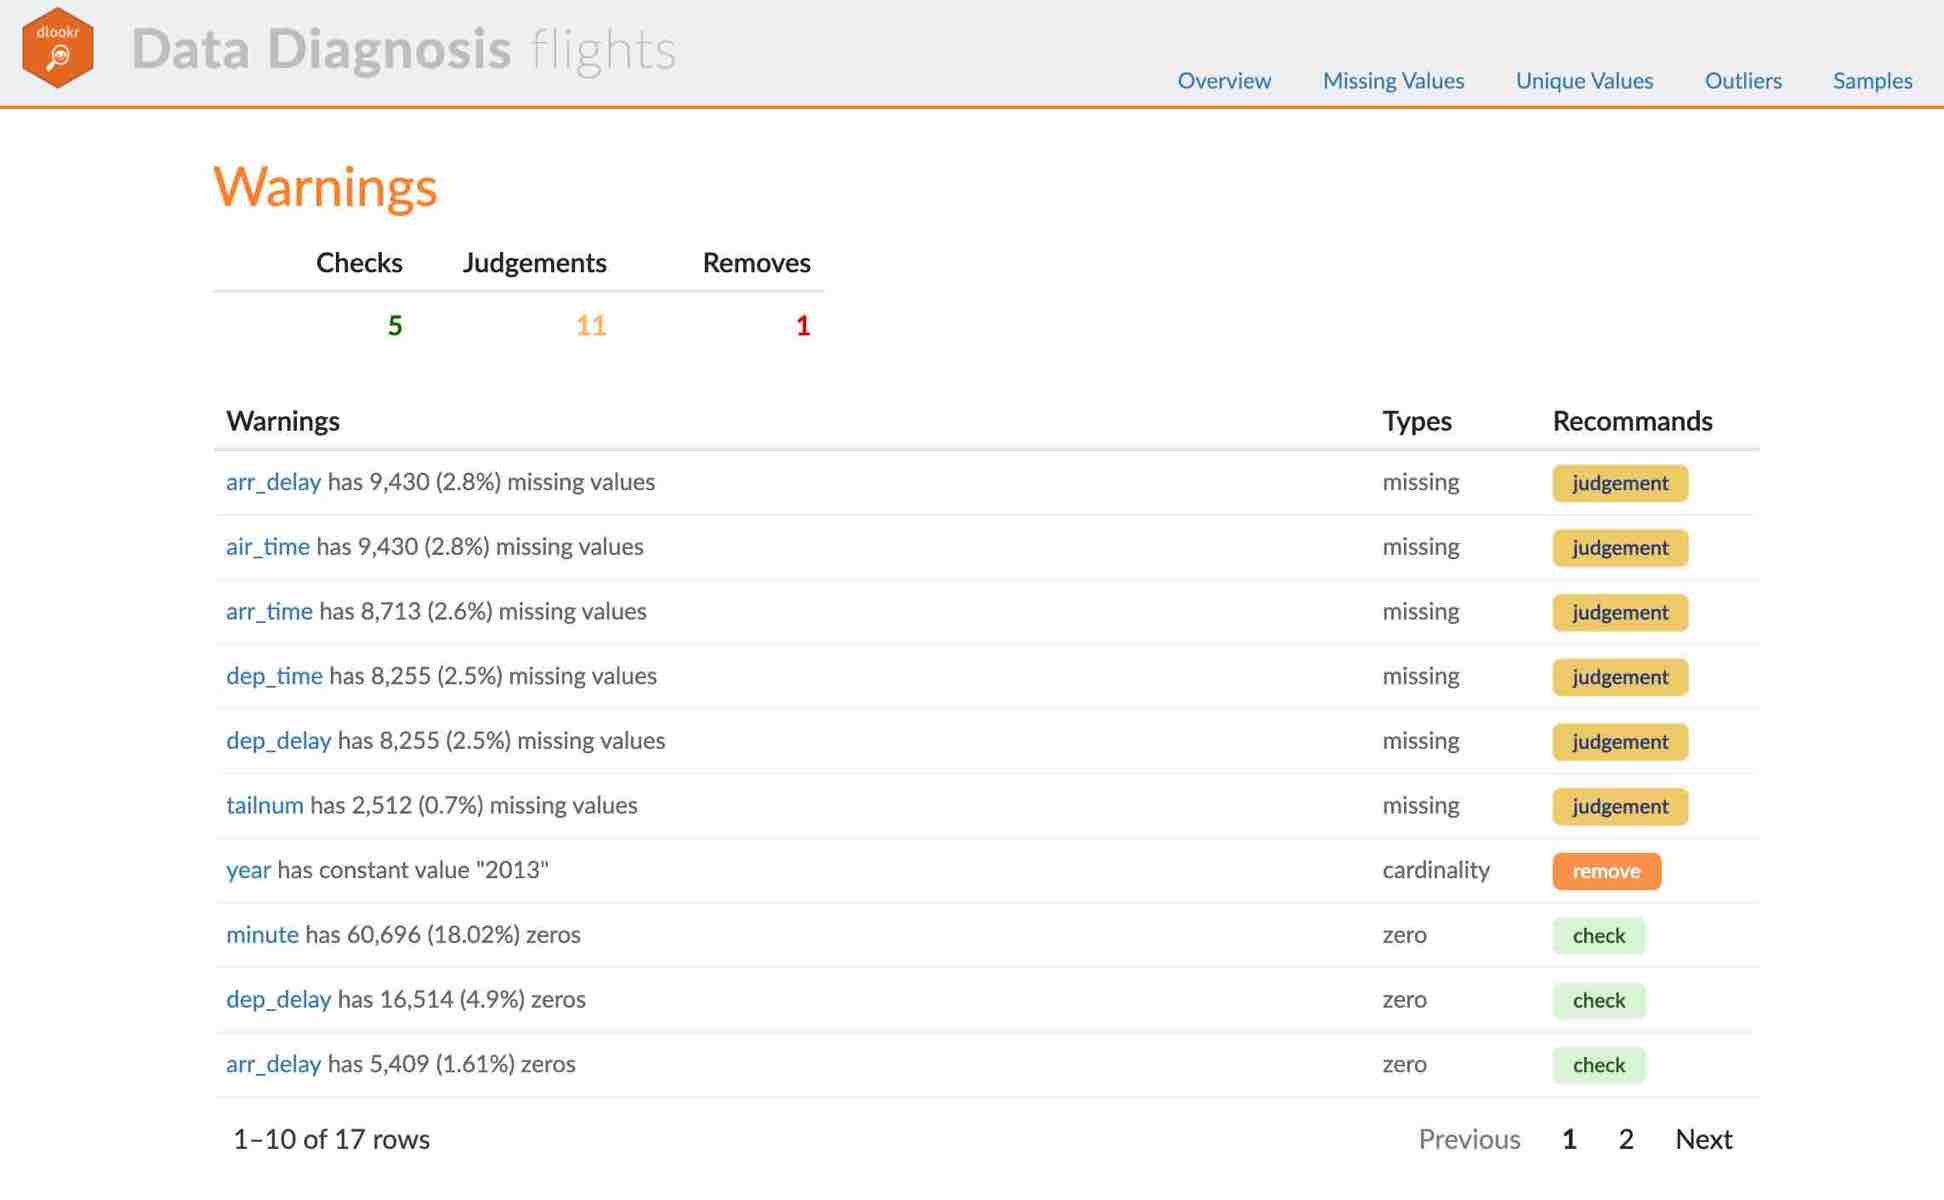 dlookr
Data Diagnosis flights
Overview Missing Values Unique Values Outliers Samples
Warnings
Checks Judgements Removes
5 11 1
Warnings Types Recommands
arr_delay has 9,430 (2.8%) missing values missing judgement
air_time has 9,430 (2.8%) missing values missing judgement
arr_time has 8,713 (2.6%) missing values missing judgement
dep_time has 8,255 (2.5%) missing values missing judgement
dep_delay has 8,255 (2.5%) missing values missing judgement
tailnum has 2,512 (0.7%) missing values missing judgement
year has constant value "2013" cardinality remove
minute has 60,696 (18.02%) zeros zero check
dep_delay has 16,514 (4.9%) zeros zero check
arr_delay has 5,409 (1.61%) zeros zero check
1–10 of 17 rows Previous 1 2 Next